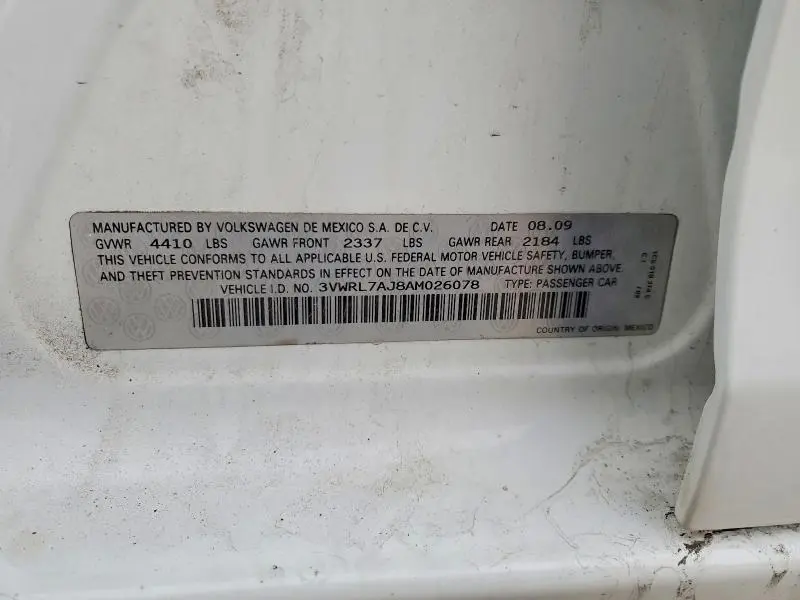 MANUFACTURED BY VOLKSWAGEN DE MEXICO S.A. DE C.V. DATE 08.09
GVWR 4410 LBS GAWR FRONT 2337 LBS GAWR REAR 2184 LBS
THIS VEHICLE CONFORMS TO ALL APPLICABLE U.S. FEDERAL MOTOR VEHICLE SAFETY, BUMPER,
AND THEFT PREVENTION STANDARDS IN EFFECT ON THE DATE OF MANUFACTURE SHOWN ABOVE.
VEHICLE I.D. NO. 3VWRL7AJ8AM026078 TYPE: PASSENGER CAR
COUNTRY OF ORIGIN: MEXICO